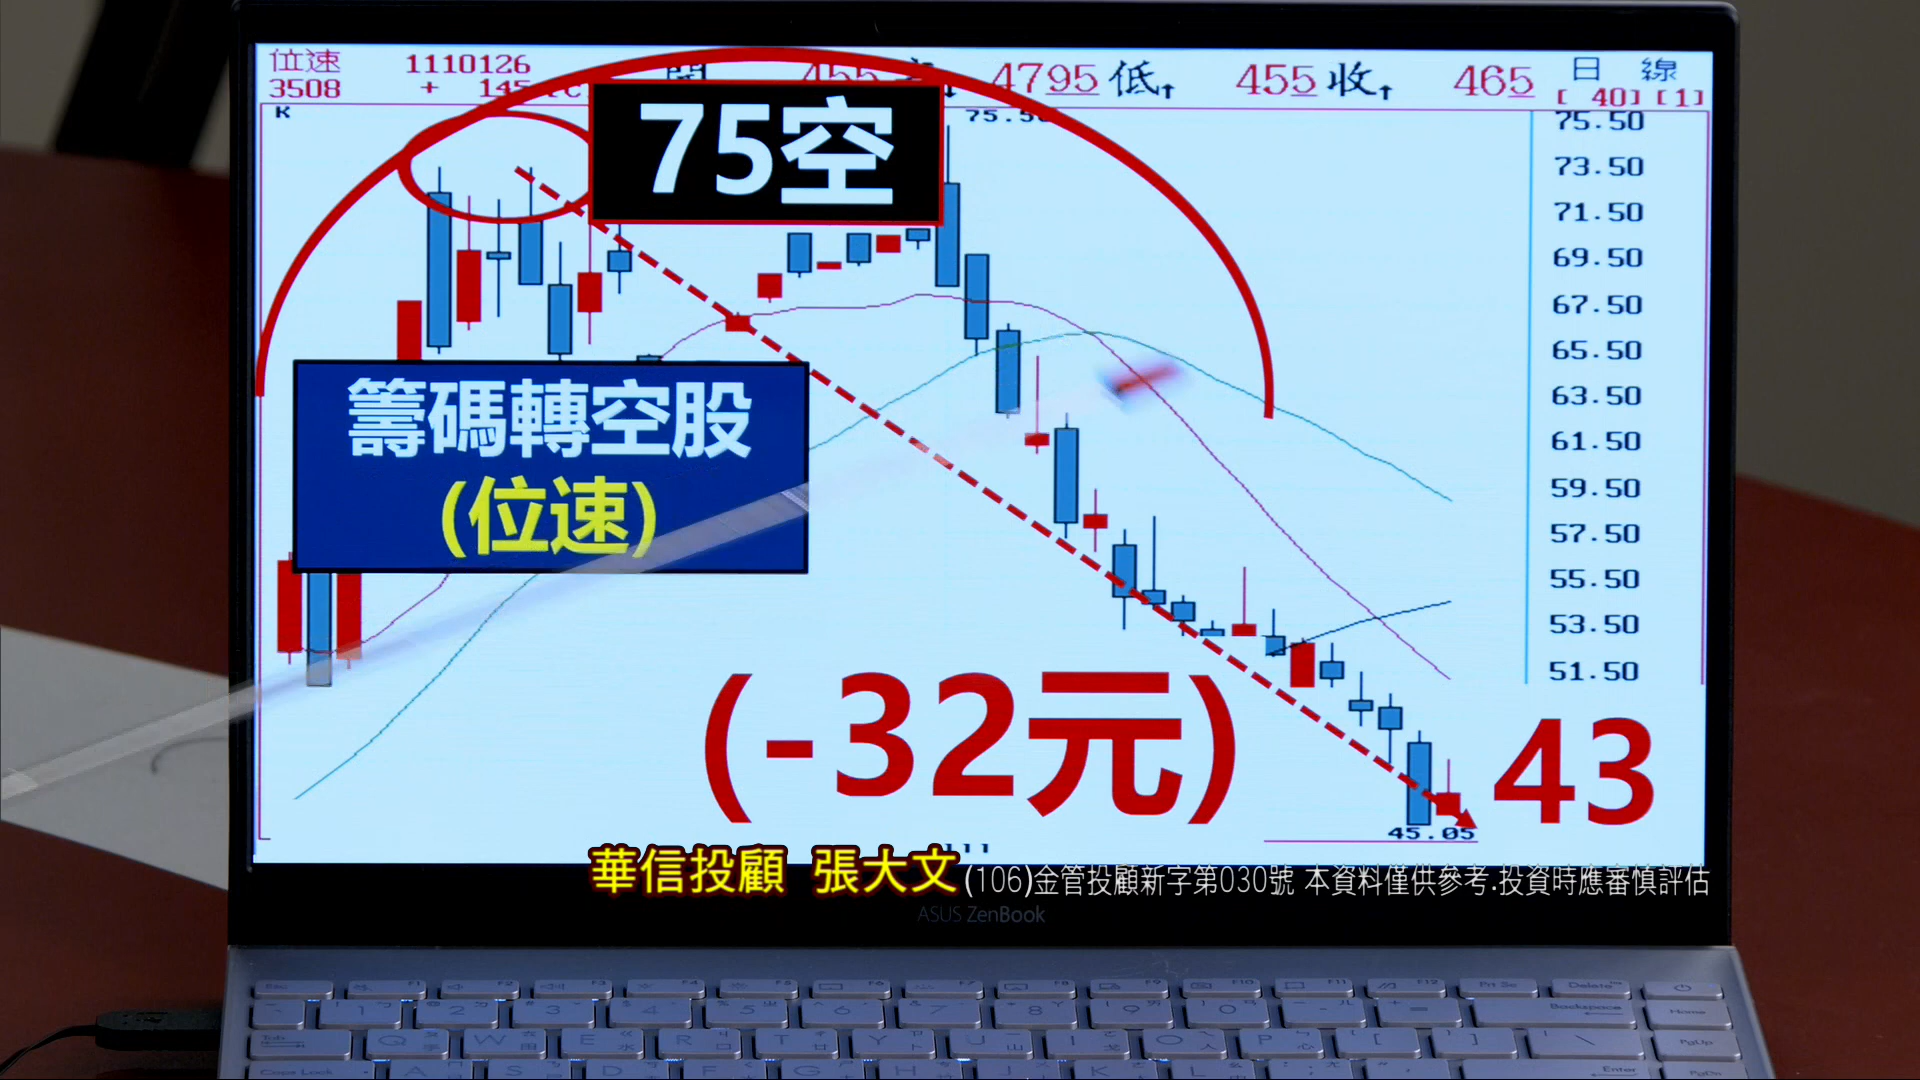 位速 1110126 455 4795 低↑ 455 收↑ 465 日 線
3508 + 145 [ 40] [1]
K
75.50
75空
75.50
73.50
71.50
69.50
67.50
65.50
63.50
61.50
59.50
57.50
55.50
53.50
51.50
籌碼轉空股
(位速)
(-32元)
43
45.05
華信投顧 張大文 (106)金管投顧新字第030號 本資料僅供參考.投資時應審慎評估
ASUS ZenBook